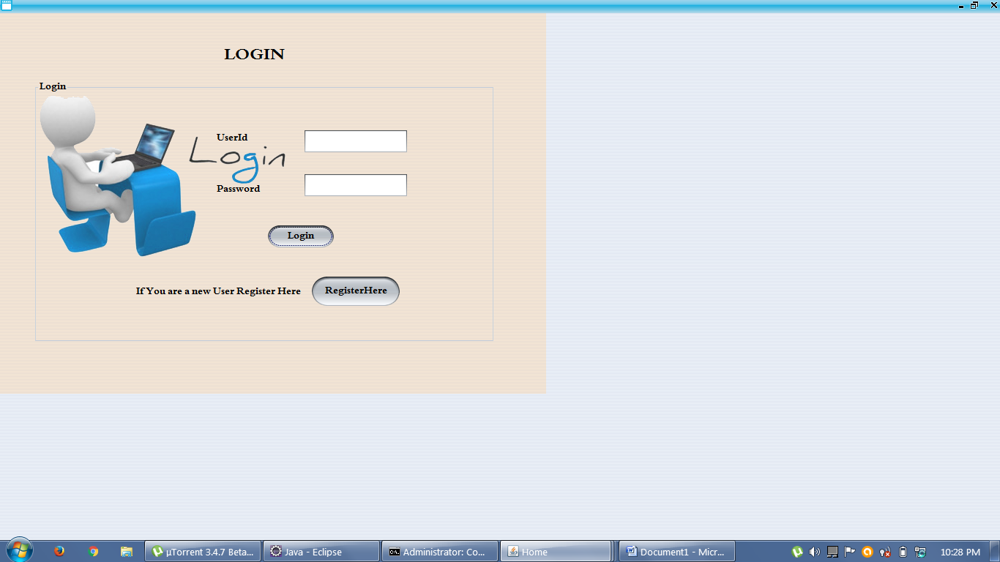 LOGIN
Login
UserId
Login
Password
Login
If You are a new User Register Here
RegisterHere
µTorrent 3.4.7 Beta...
Java - Eclipse
Administrator: Co...
Home
Document1 - Micr...
10:28 PM